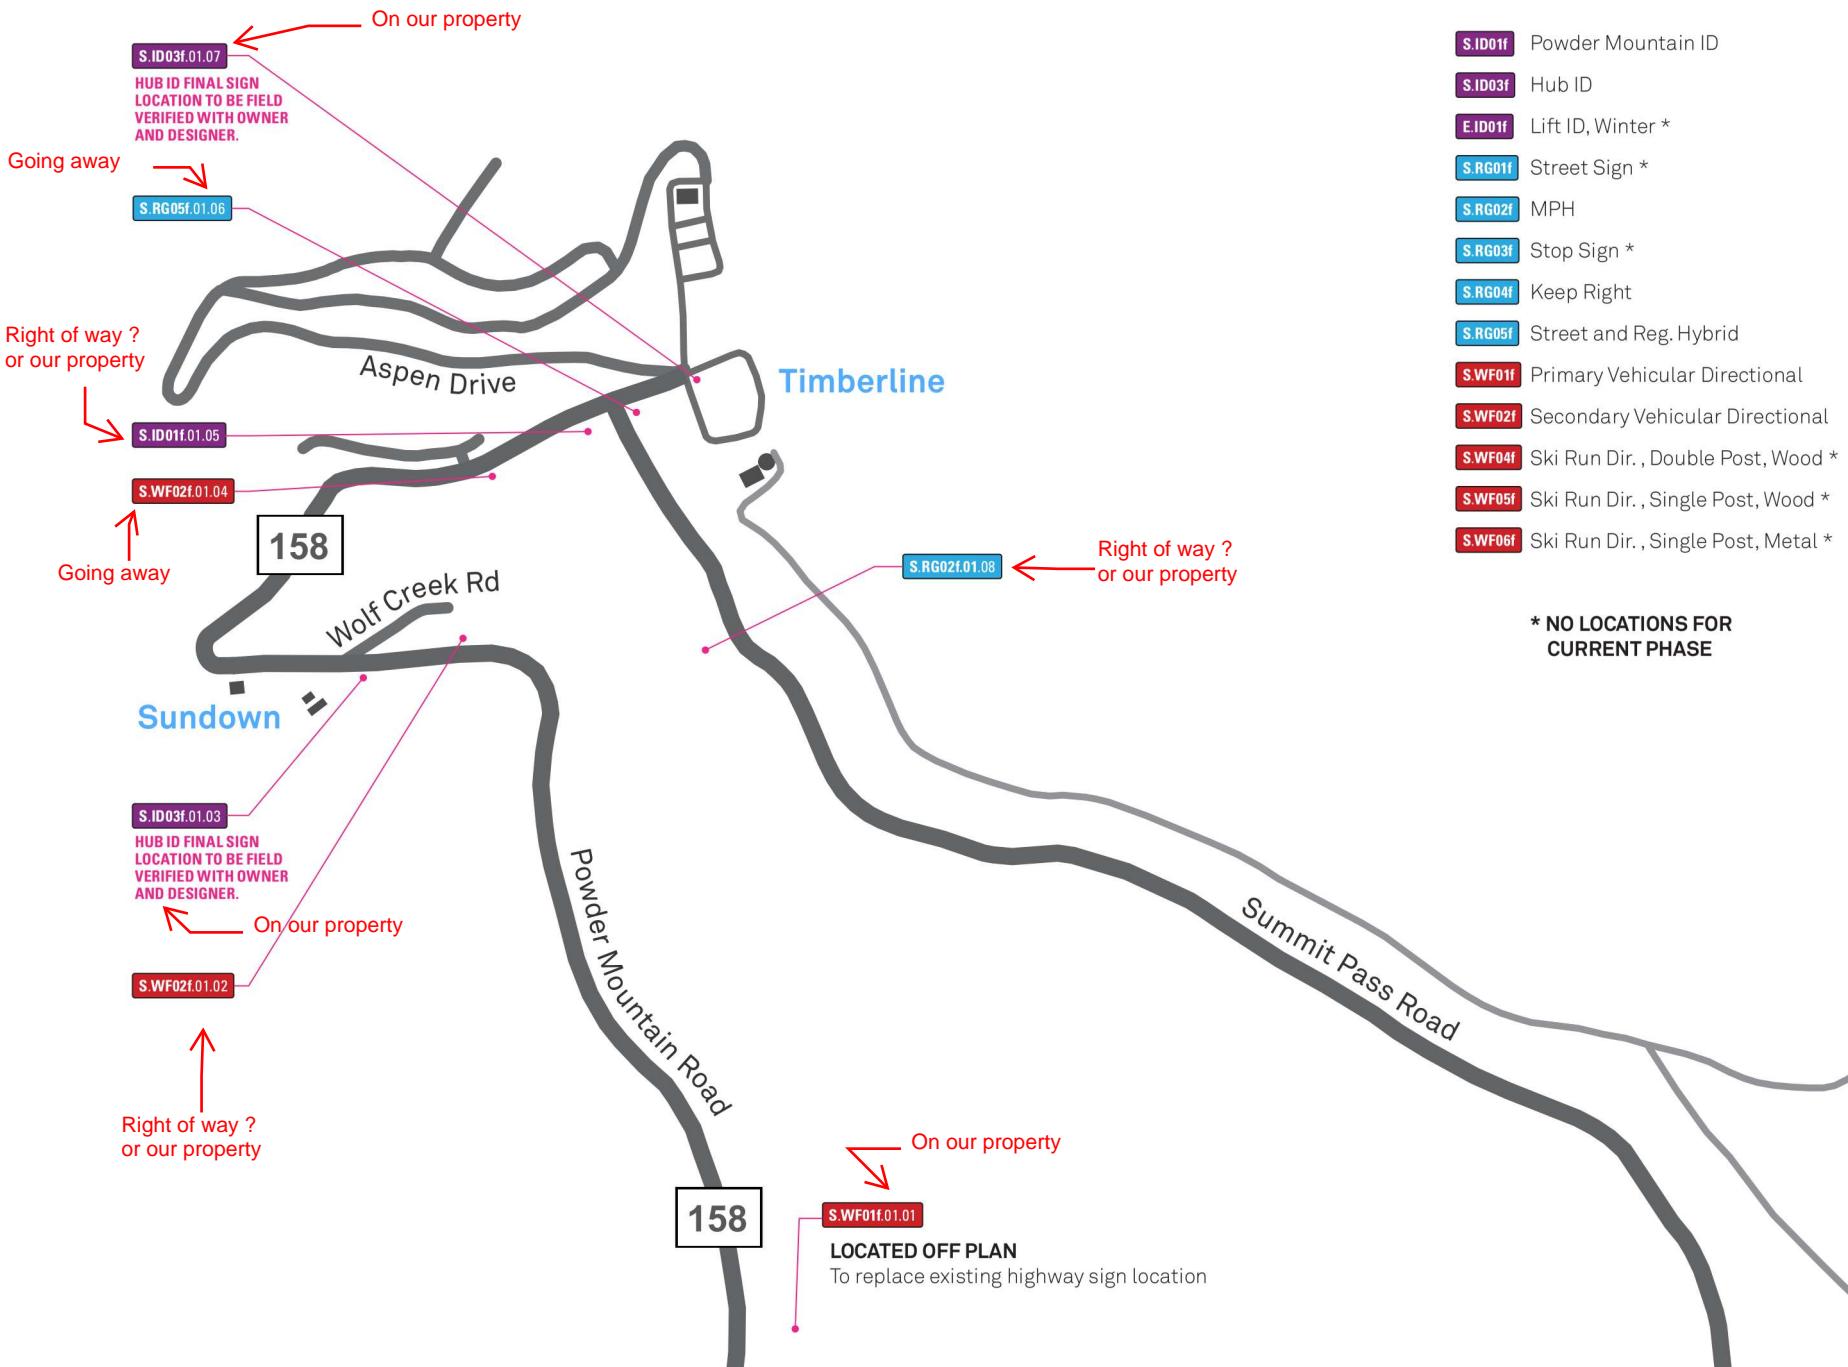 On our property
S.ID03f.01.07
HUB ID FINAL SIGN
LOCATION TO BE FIELD
VERIFIED WITH OWNER
AND DESIGNER.
Going away
S.RG05f.01.06
Right of way ?
or our property
Aspen Drive
Timberline
S.ID01f.01.05
S.WF02f.01.04
158
Going away
S.RG02f.01.08
Right of way ?
or our property
Wolf Creek Rd
Sundown
S.ID03f.01.03
HUB ID FINAL SIGN
LOCATION TO BE FIELD
VERIFIED WITH OWNER
AND DESIGNER.
On our property
S.WF02f.01.02
Right of way ?
or our property
Powder Mountain Road
Summit Pass Road
On our property
158
S.WF01f.01.01
LOCATED OFF PLAN
To replace existing highway sign location
S.ID01f Powder Mountain ID
S.ID03f Hub ID
E.ID01f Lift ID, Winter *
S.RG01f Street Sign *
S.RG02f MPH
S.RG03f Stop Sign *
S.RG04f Keep Right
S.RG05f Street and Reg. Hybrid
S.WF01f Primary Vehicular Directional
S.WF02f Secondary Vehicular Directional
S.WF04f Ski Run Dir. , Double Post, Wood *
S.WF05f Ski Run Dir. , Single Post, Wood *
S.WF06f Ski Run Dir. , Single Post, Metal *
* NO LOCATIONS FOR
CURRENT PHASE